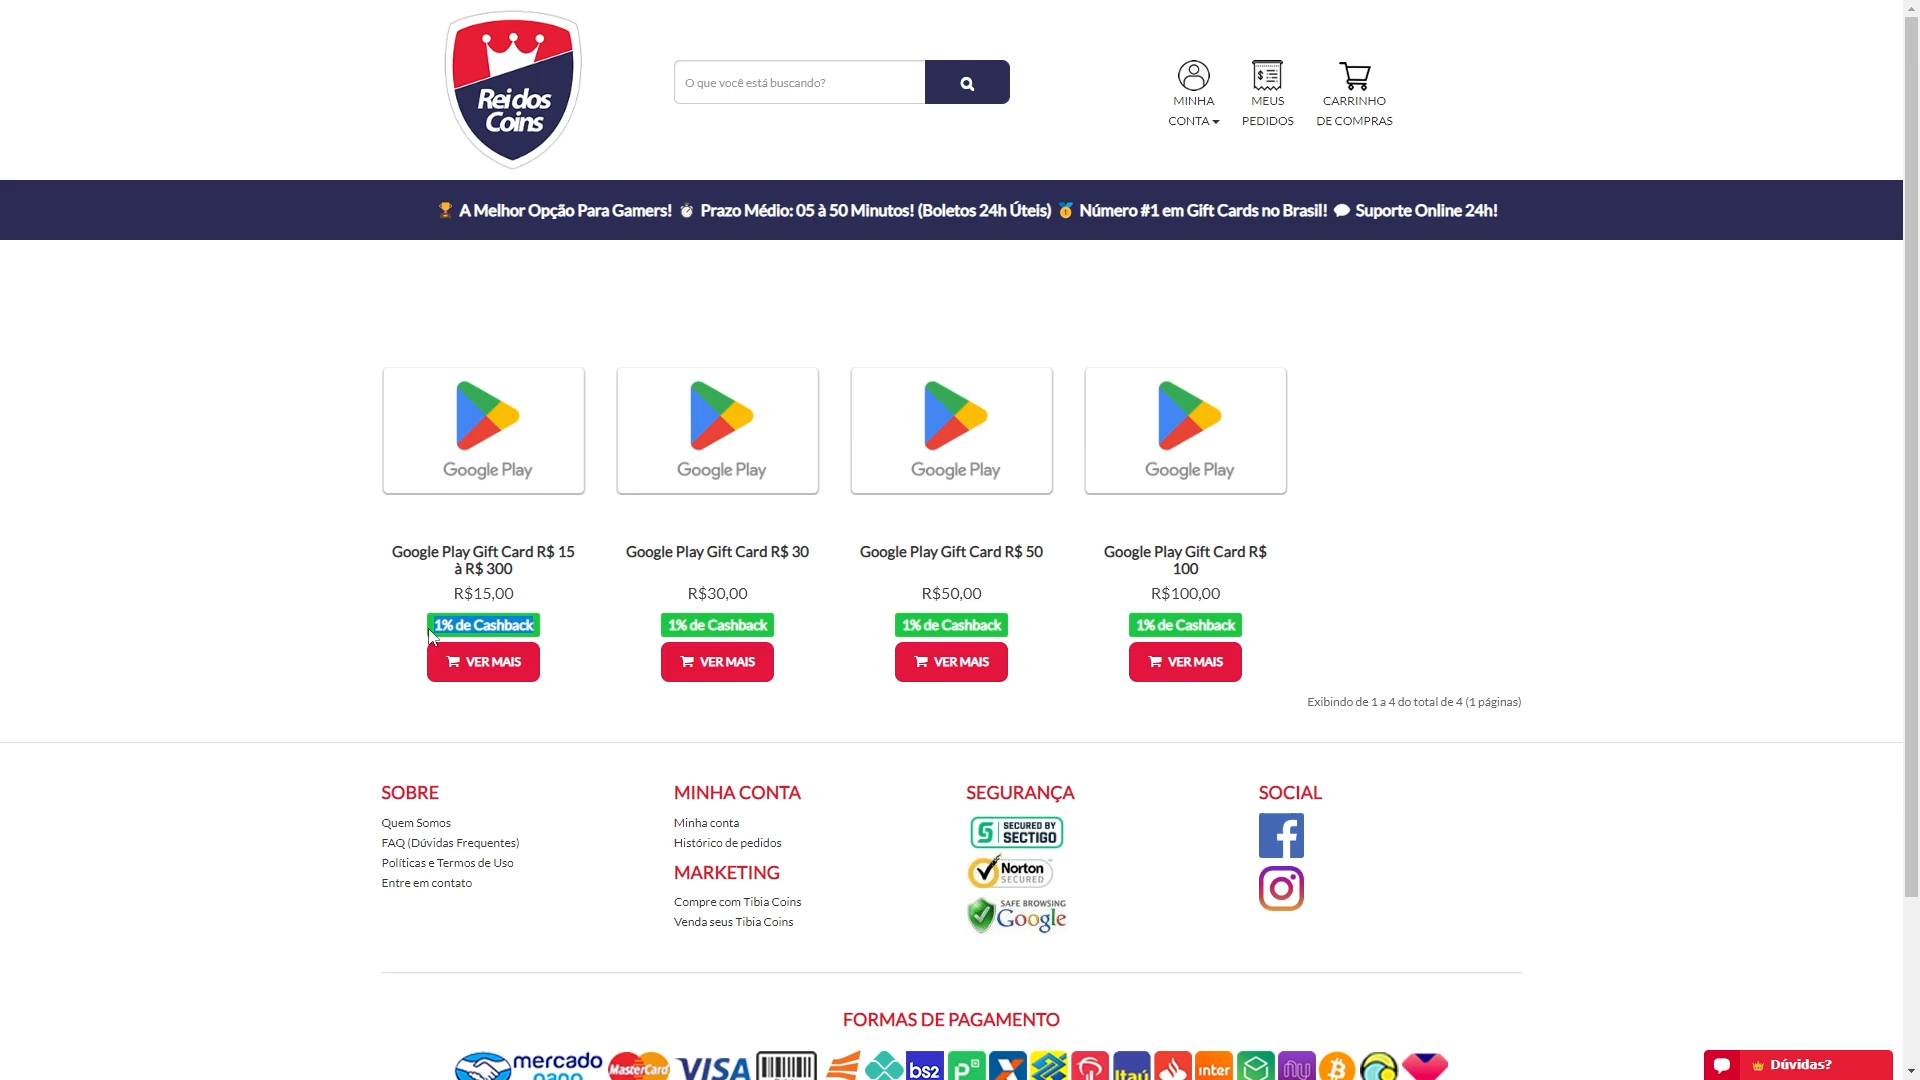 Rei dos
Coins
O que você está buscando?
MINHA
CONTA
MEUS
PEDIDOS
CARRINHO
DE COMPRAS
🏆 A Melhor Opção Para Gamers! ⏱ Prazo Médio: 05 à 50 Minutos! (Boletos 24h Úteis) 🥇 Número #1 em Gift Cards no Brasil! 💬 Suporte Online 24h!
Google Play
Google Play
Google Play
Google Play
Google Play Gift Card R$ 15
à R$ 300
R$15,00
1% de Cashback
VER MAIS
Google Play Gift Card R$ 30
R$30,00
1% de Cashback
VER MAIS
Google Play Gift Card R$ 50
R$50,00
1% de Cashback
VER MAIS
Google Play Gift Card R$
100
R$100,00
1% de Cashback
VER MAIS
Exibindo de 1 a 4 do total de 4 (1 páginas)
SOBRE
Quem Somos
FAQ (Dúvidas Frequentes)
Políticas e Termos de Uso
Entre em contato
MINHA CONTA
Minha conta
Histórico de pedidos
MARKETING
Compre com Tibia Coins
Venda seus Tibia Coins
SEGURANÇA
SECURED BY
SECTIGO
Norton
SECURED
SAFE BROWSING
Google
SOCIAL
FORMAS DE PAGAMENTO
mercado
pago
MasterCard
VISA
bs2
Itaú
inter
nu
Dúvidas?